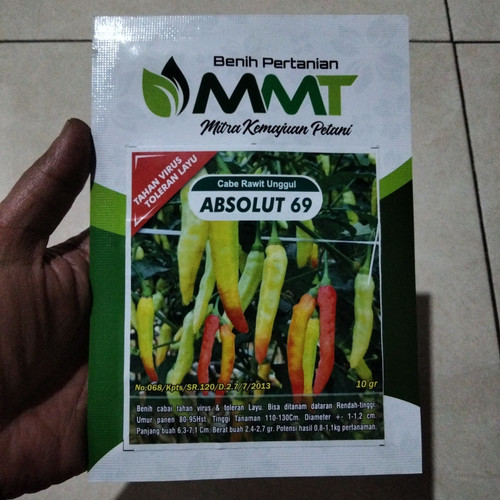 Benih Pertanian
MMT
Mitra Kemajuan Petani
TAHAN VIRUS
TOLERAN LAYU
Cabe Rawit Unggul
ABSOLUT 69
No.068/Kpts/SR.120/D.2.7/7/2013
10 gr
Benih cabai tahan virus & toleran Layu. Bisa ditanam dataran Rendah-tinggi.
Umur panen 80-95Hst. Tinggi Tanaman 110-130Cm. Diameter +- 1-1,2 cm.
Panjang buah 6,3-7,1 Cm. Berat buah 2.4-2,7 gr. Potensi hasil 0.8-1,1kg pertanaman.